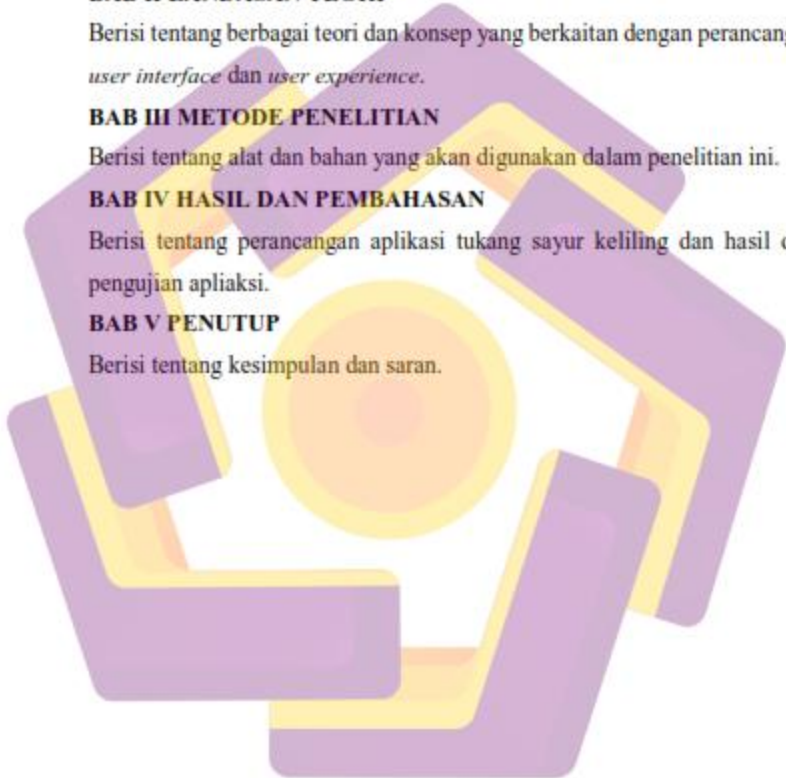 Berisi tentang berbagai teori dan konsep yang berkaitan dengan
user interface dan user experience.
BAB III METODE PENELITIAN
Berisi tentang alat dan bahan yang akan digunakan dalam penelitian ini.
BAB IV HASIL DAN PEMBAHASAN
Berisi tentang perancangan aplikasi tukang sayur keliling dan hasil
pengujian apliaksi.
BAB V PENUTUP
Berisi tentang kesimpulan dan saran.